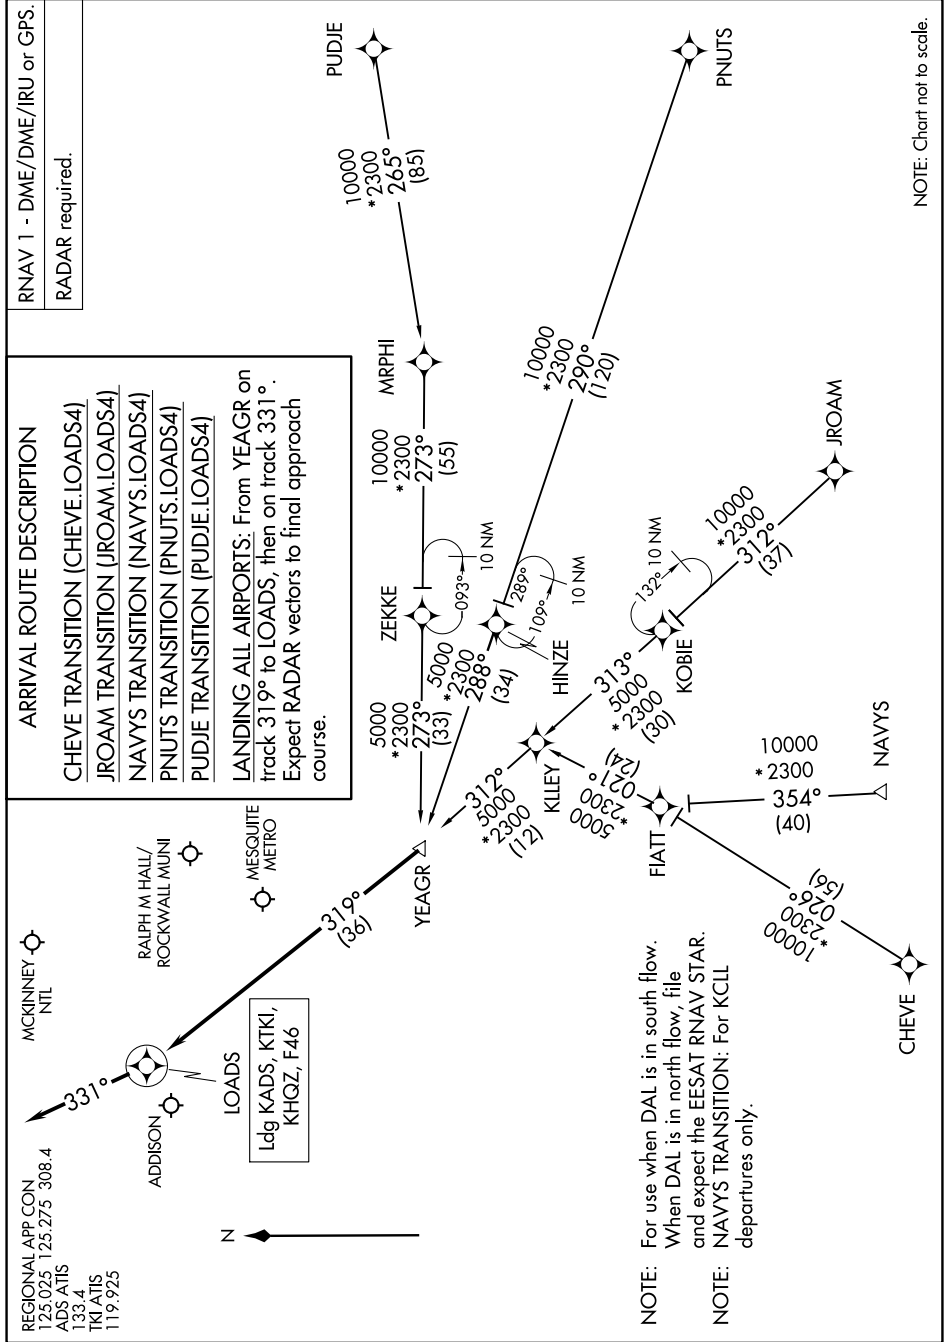 REGIONAL APP CON
125.025 125.275 308.4
ADS ATIS
133.4
TKI ATIS
119.925
RNAV 1 - DME/DME/IRU or GPS.
RADAR required.
ARRIVAL ROUTE DESCRIPTION
CHEVE TRANSITION (CHEVE.LOADS4)
JROAM TRANSITION (JROAM.LOADS4)
NAVYS TRANSITION (NAVYS.LOADS4)
PNUTS TRANSITION (PNUTS.LOADS4)
PUDJE TRANSITION (PUDJE.LOADS4)
LANDING ALL AIRPORTS: From YEAGR on
track 319° to LOADS, then on track 331°.
Expect RADAR vectors to final approach
course.
MCKINNEY
NTL
RALPH M HALL/
ROCKWALL MUNI
MESQUITE
METRO
331°
ADDISON
LOADS
Ldg KADS, KTKI,
KHQZ, F46
N
319°
(36)
YEAGR
5000
*2300
273°
(33)
ZEKKE
093°
10 NM
10000
*2300
273°
(55)
MRPHI
10000
*2300
265°
(85)
PUDJE
5000
*2300
288°
(34)
HINZE
289°
109°
10 NM
10000
*2300
290°
(120)
PNUTS
312°
5000
*2300
(12)
KLLEY
313°
5000
*2300
(30)
KOBIE
132°
10 NM
10000
*2300
312°
(37)
JROAM
(24)
021°
*2300
5000
FIATT
10000
*2300
354°
(40)
NAVYS
(56)
026°
*2300
10000
CHEVE
NOTE: For use when DAL is in south flow.
When DAL is in north flow, file
and expect the EESAT RNAV STAR.
NOTE: NAVYS TRANSITION: For KCLL
departures only.
NOTE: Chart not to scale.